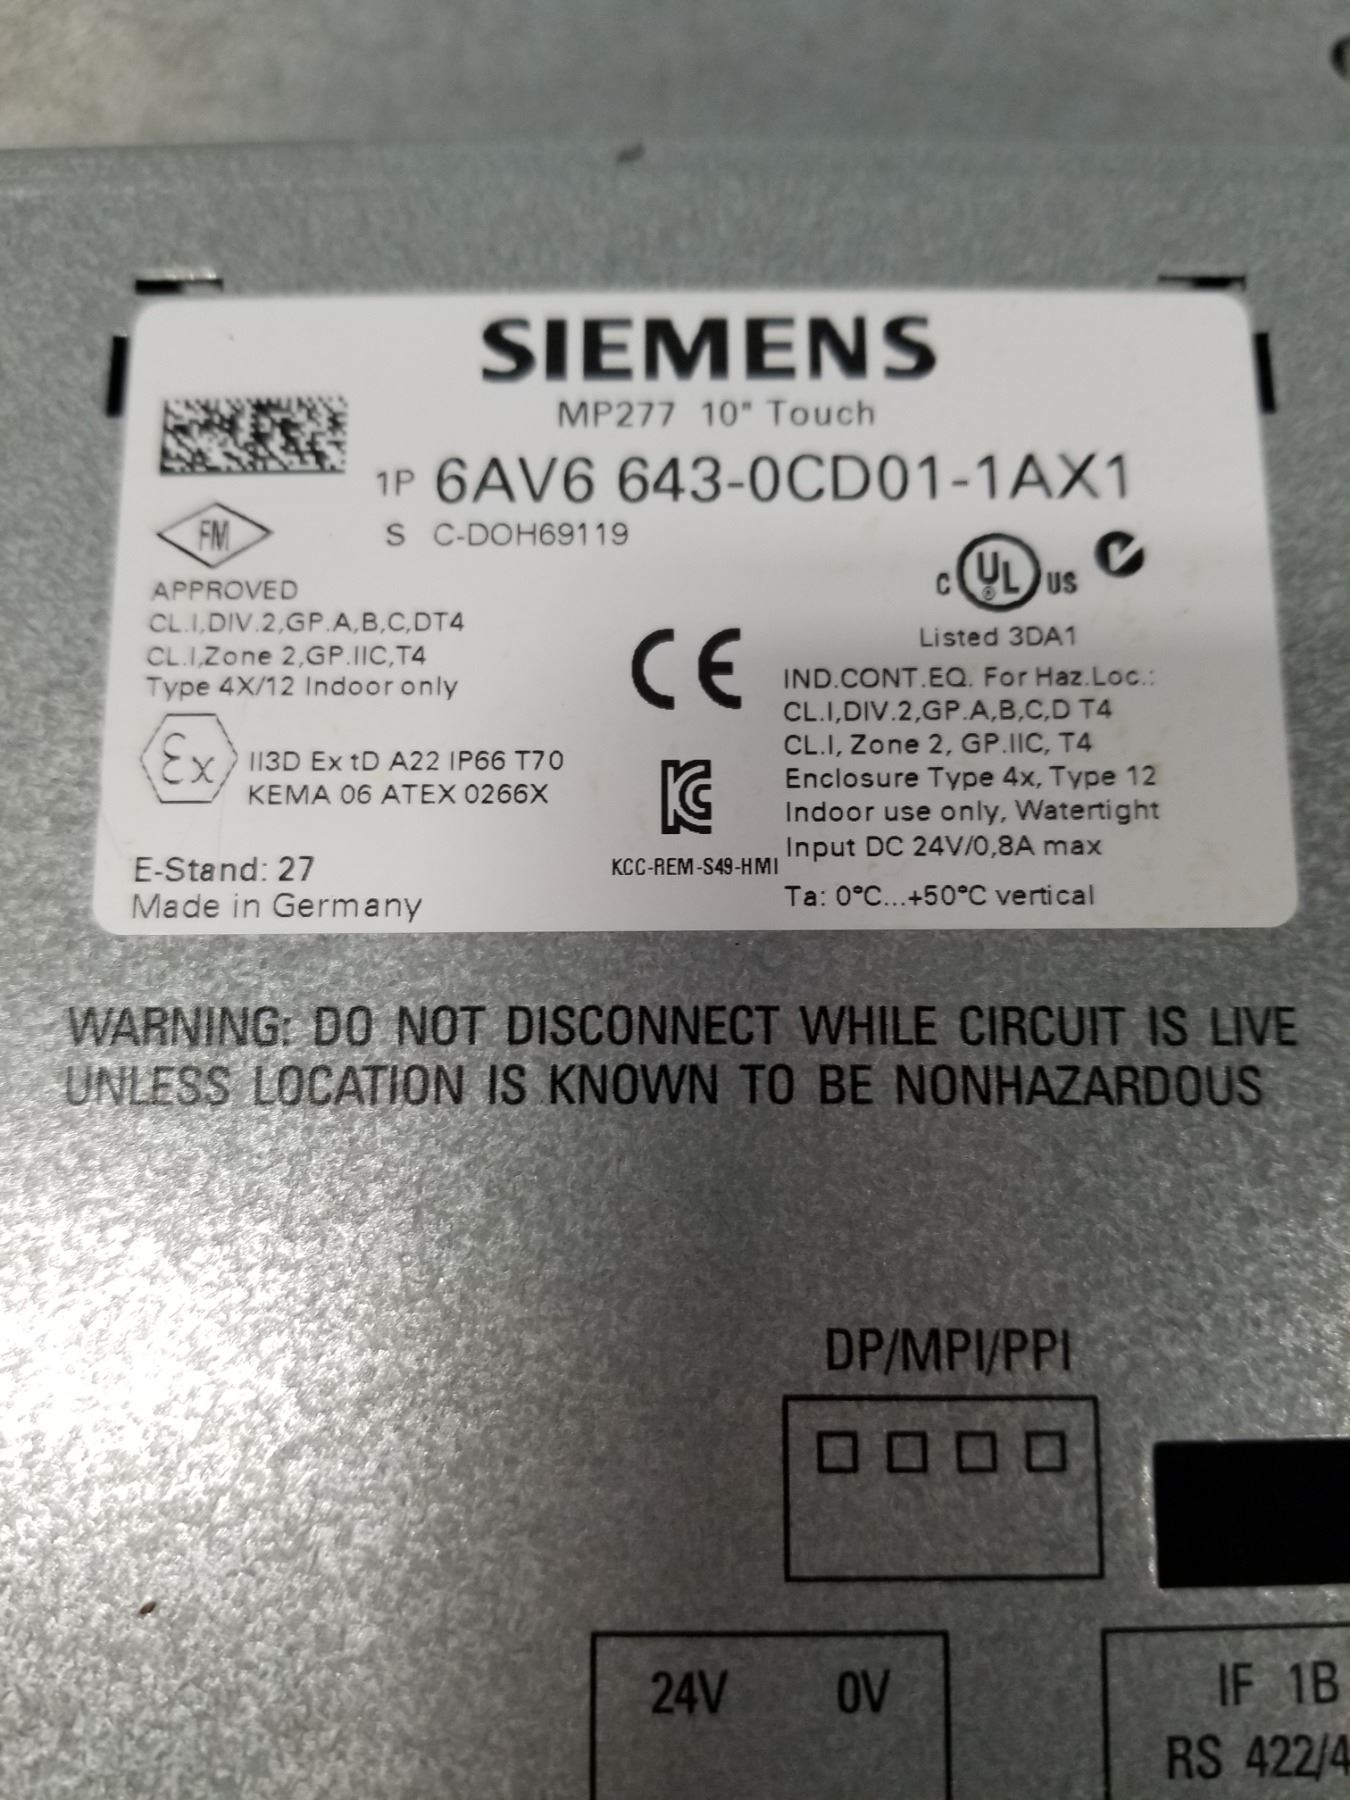 SIEMENS
MP277 10" Touch
1P 6AV6 643-0CD01-1AX1
S C-DOH69119
FM
APPROVED
CL.I,DIV.2,GP.A,B,C,DT4
CL.I,Zone 2,GP.IIC,T4
Type 4X/12 Indoor only
Ex II3D Ex tD A22 IP66 T70
KEMA 06 ATEX 0266X
E-Stand: 27
Made in Germany
CE
KC
KCC-REM-S49-HMI
C UL ® US
Listed 3DA1
IND.CONT.EQ. For Haz.Loc.:
CL.I,DIV.2,GP.A,B,C,D T4
CL.I, Zone 2, GP.IIC, T4
Enclosure Type 4x, Type 12
Indoor use only, Watertight
Input DC 24V/0,8A max
Ta: 0°C...+50°C vertical
WARNING: DO NOT DISCONNECT WHILE CIRCUIT IS LIVE
UNLESS LOCATION IS KNOWN TO BE NONHAZARDOUS
DP/MPI/PPI
24V 0V
IF 1B
RS 422/4